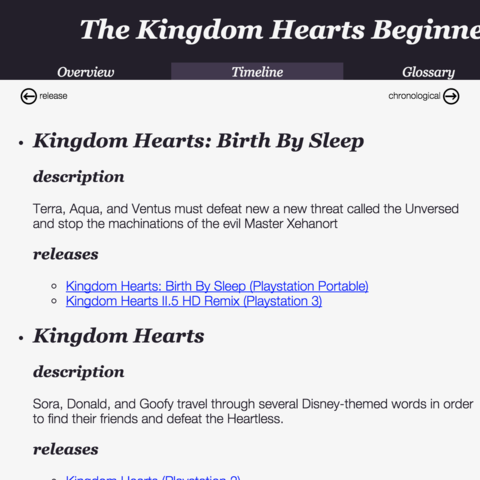 The Kingdom Hearts Beginne
Overview Timeline Glossary
release chronological
Kingdom Hearts: Birth By Sleep
description
Terra, Aqua, and Ventus must defeat new a new threat called the Unversed
and stop the machinations of the evil Master Xehanort
releases
Kingdom Hearts: Birth By Sleep (Playstation Portable)
Kingdom Hearts II.5 HD Remix (Playstation 3)
Kingdom Hearts
description
Sora, Donald, and Goofy travel through several Disney-themed words in order
to find their friends and defeat the Heartless.
releases
Kingdom Hearts (Playstation 2)